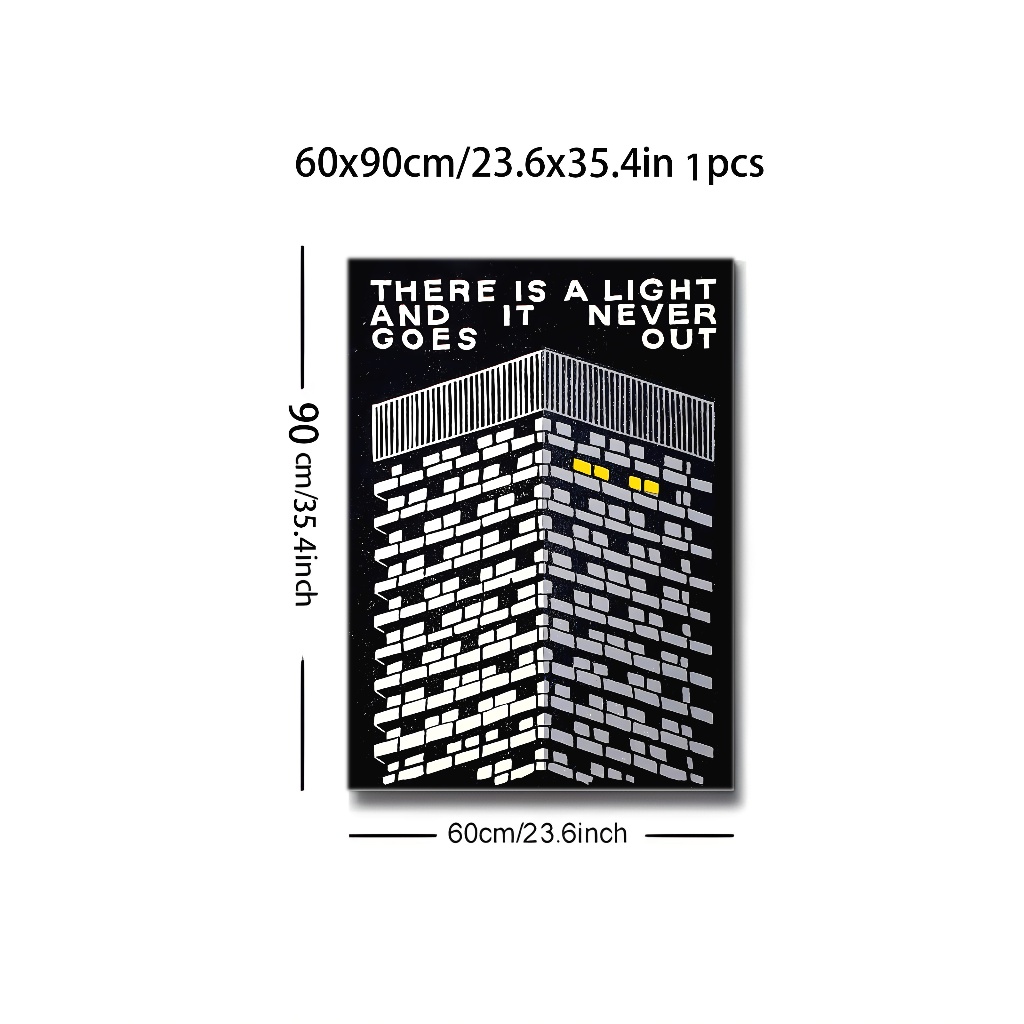 60x90cm/23.6x35.4in 1pcs
THERE IS A LIGHT
AND IT NEVER
GOES OUT
90 cm/35.4inch
60cm/23.6inch